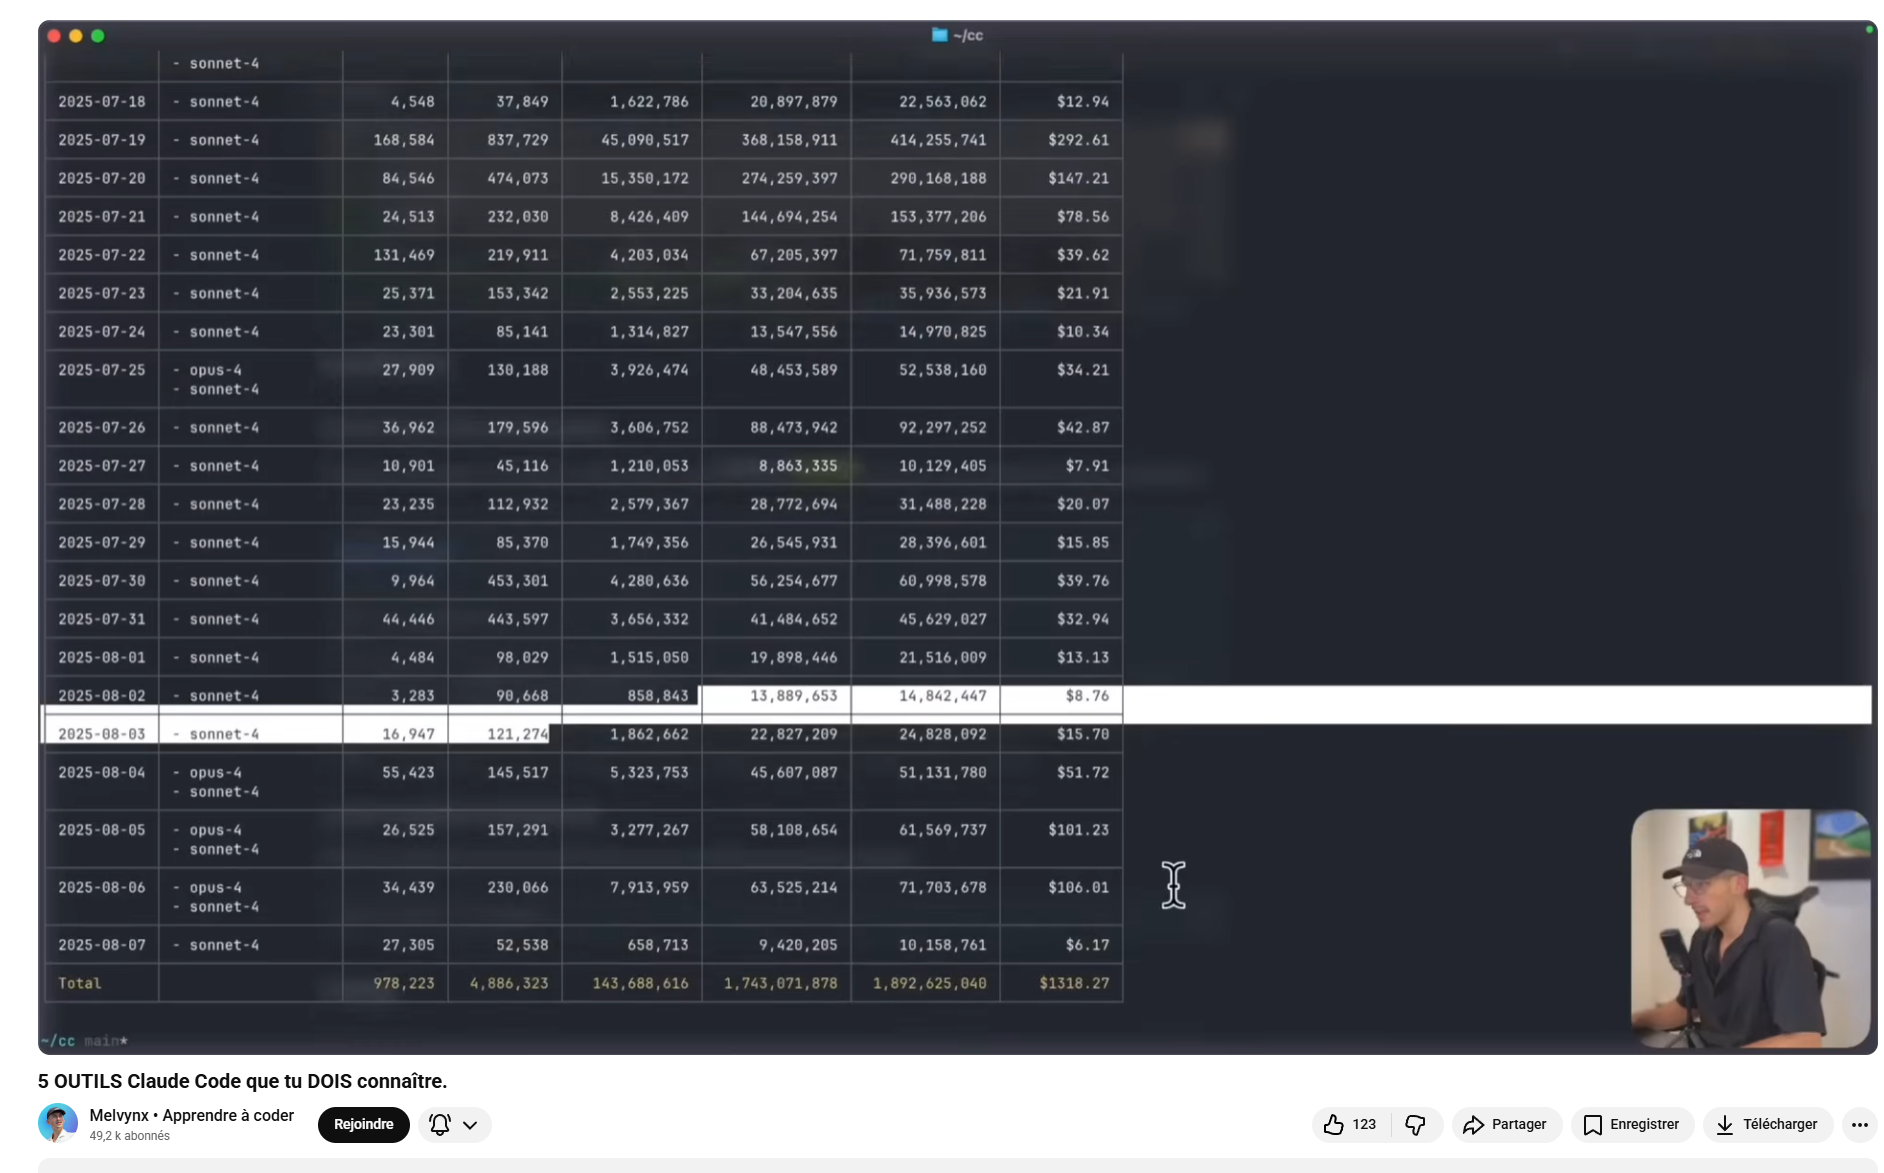 ~/cc
- sonnet-4
2025-07-18 - sonnet-4 4,548 37,849 1,622,786 20,897,879 22,563,062 $12.94
2025-07-19 - sonnet-4 168,584 837,729 45,090,517 368,158,911 414,255,741 $292.61
2025-07-20 - sonnet-4 84,546 474,073 15,350,172 274,259,397 290,168,188 $147.21
2025-07-21 - sonnet-4 24,513 232,030 8,426,409 144,694,254 153,377,206 $78.56
2025-07-22 - sonnet-4 131,469 219,911 4,203,034 67,205,397 71,759,811 $39.62
2025-07-23 - sonnet-4 25,371 153,342 2,553,225 33,204,635 35,936,573 $21.91
2025-07-24 - sonnet-4 23,301 85,141 1,314,827 13,547,556 14,970,825 $10.34
2025-07-25 - opus-4 27,909 130,188 3,926,474 48,453,589 52,538,160 $34.21
- sonnet-4
2025-07-26 - sonnet-4 36,962 179,596 3,606,752 88,473,942 92,297,252 $42.87
2025-07-27 - sonnet-4 10,901 45,116 1,210,053 8,863,335 10,129,405 $7.91
2025-07-28 - sonnet-4 23,235 112,932 2,579,367 28,772,694 31,488,228 $20.07
2025-07-29 - sonnet-4 15,944 85,370 1,749,356 26,545,931 28,396,601 $15.85
2025-07-30 - sonnet-4 9,964 453,301 4,280,636 56,254,677 60,998,578 $39.76
2025-07-31 - sonnet-4 44,446 443,597 3,656,332 41,484,652 45,629,027 $32.94
2025-08-01 - sonnet-4 4,484 98,029 1,515,050 19,898,446 21,516,009 $13.13
2025-08-02 - sonnet-4 3,283 90,668 858,843 13,889,653 14,842,447 $8.76
2025-08-03 - sonnet-4 16,947 121,274 1,862,662 22,827,209 24,828,092 $15.70
2025-08-04 - opus-4 55,423 145,517 5,323,753 45,607,087 51,131,780 $51.72
- sonnet-4
2025-08-05 - opus-4 26,525 157,291 3,277,267 58,108,654 61,569,737 $101.23
- sonnet-4
2025-08-06 - opus-4 34,439 230,066 7,913,959 63,525,214 71,703,678 $106.01
- sonnet-4
2025-08-07 - sonnet-4 27,305 52,538 658,713 9,420,205 10,158,761 $6.17
Total 978,223 4,886,323 143,688,616 1,743,071,878 1,892,625,040 $1318.27
~/cc main*
5 OUTILS Claude Code que tu DOIS connaître.
Melvynx • Apprendre à coder
49,2 k abonnés
Rejoindre
123
Partager
Enregistrer
Télécharger